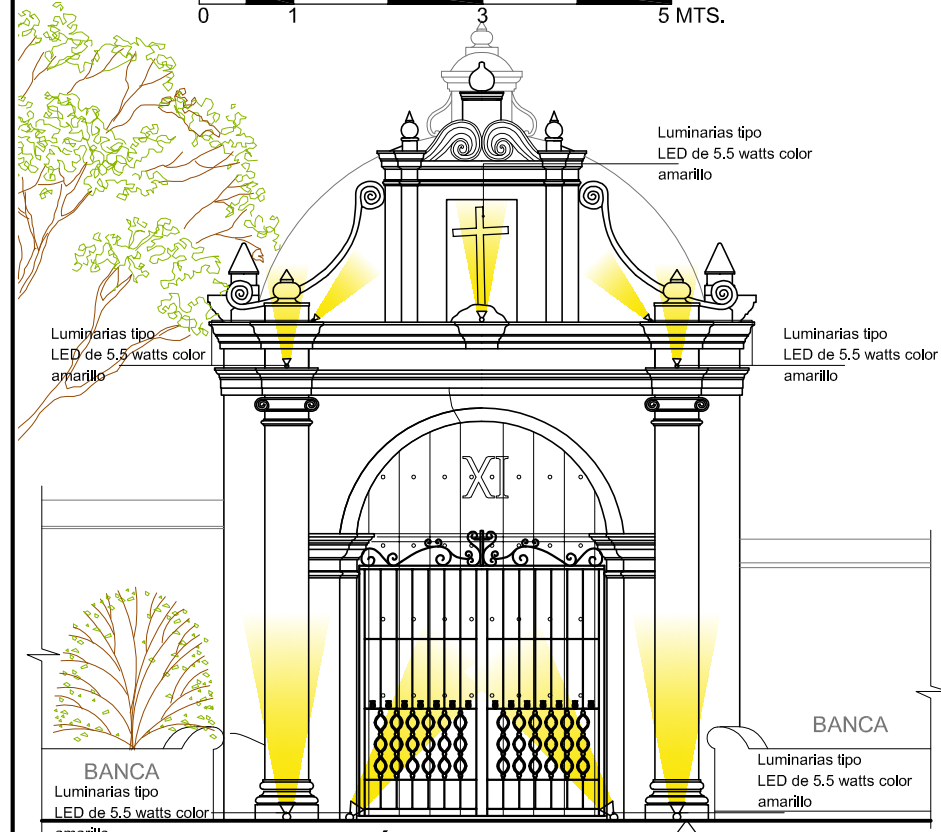 0 1 3 5 MTS.
Luminarias tipo
LED de 5.5 watts color
amarillo
Luminarias tipo
LED de 5.5 watts color
amarillo
Luminarias tipo
LED de 5.5 watts color
amarillo
XI
BANCA
BANCA
Luminarias tipo
LED de 5.5 watts color
amarillo
Luminarias tipo
LED de 5.5 watts color
amarillo